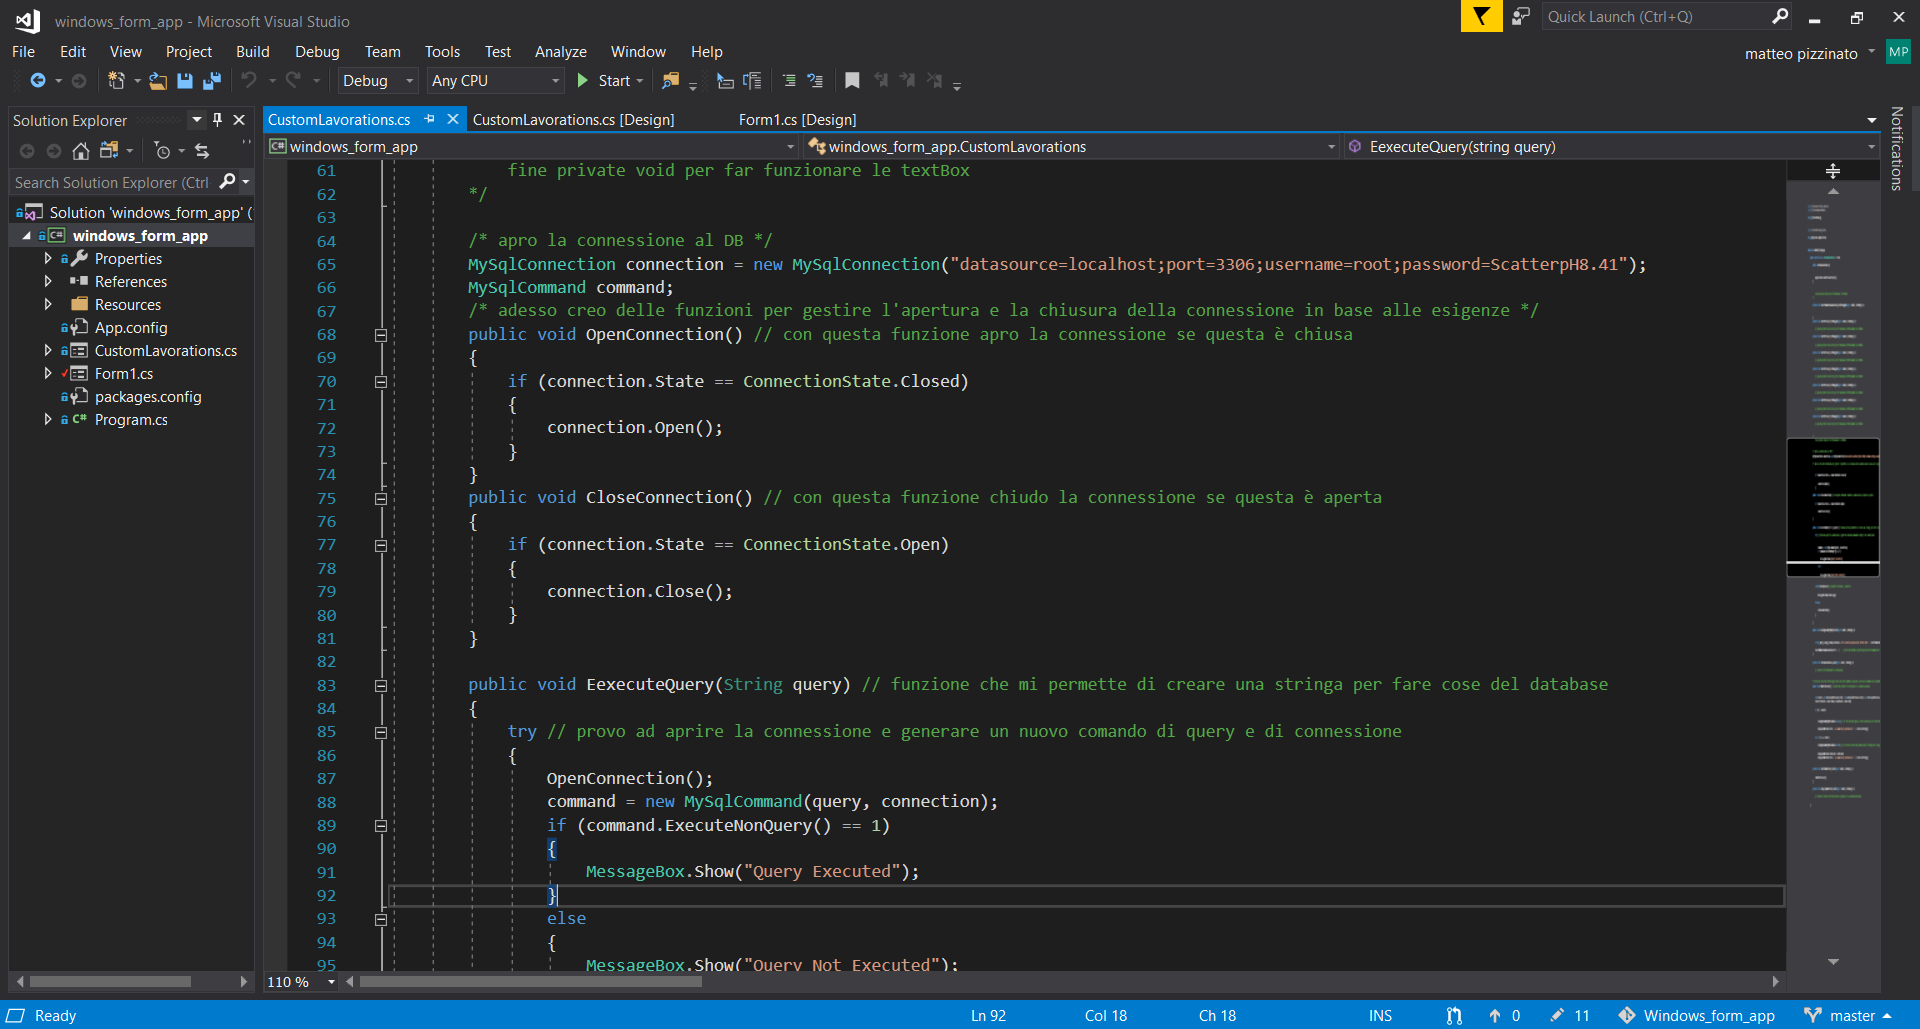 windows_form_app - Microsoft Visual Studio
Quick Launch (Ctrl+Q)
File Edit View Project Build Debug Team Tools Test Analyze Window Help
matteo pizzinato
MP
Debug Any CPU Start
Solution Explorer
Search Solution Explorer (Ctrl
Solution 'windows_form_app' (
windows_form_app
Properties
References
Resources
App.config
CustomLavorations.cs
Form1.cs
packages.config
Program.cs
CustomLavorations.cs CustomLavorations.cs [Design] Form1.cs [Design]
windows_form_app windows_form_app.CustomLavorations EexecuteQuery(string query)
61 fine private void per far funzionare le textBox
62 */
63
64 /* apro la connessione al DB */
65 MySqlConnection connection = new MySqlConnection("datasource=localhost;port=3306;username=root;password=ScatterpH8.41");
66 MySqlCommand command;
67 /* adesso creo delle funzioni per gestire l'apertura e la chiusura della connessione in base alle esigenze */
68 public void OpenConnection() // con questa funzione apro la connessione se questa è chiusa
69 {
70 if (connection.State == ConnectionState.Closed)
71 {
72 connection.Open();
73 }
74 }
75 public void CloseConnection() // con questa funzione chiudo la connessione se questa è aperta
76 {
77 if (connection.State == ConnectionState.Open)
78 {
79 connection.Close();
80 }
81 }
82
83 public void EexecuteQuery(String query) // funzione che mi permette di creare una stringa per fare cose del database
84 {
85 try // provo ad aprire la connessione e generare un nuovo comando di query e di connessione
86 {
87 OpenConnection();
88 command = new MySqlCommand(query, connection);
89 if (command.ExecuteNonQuery() == 1)
90 {
91 MessageBox.Show("Query Executed");
92 }
93 else
94 {
95 MessageBox.Show("Query Not Executed");
110 %
Notifications
Ready
Ln 92 Col 18 Ch 18 INS 0 11 Windows_form_app master